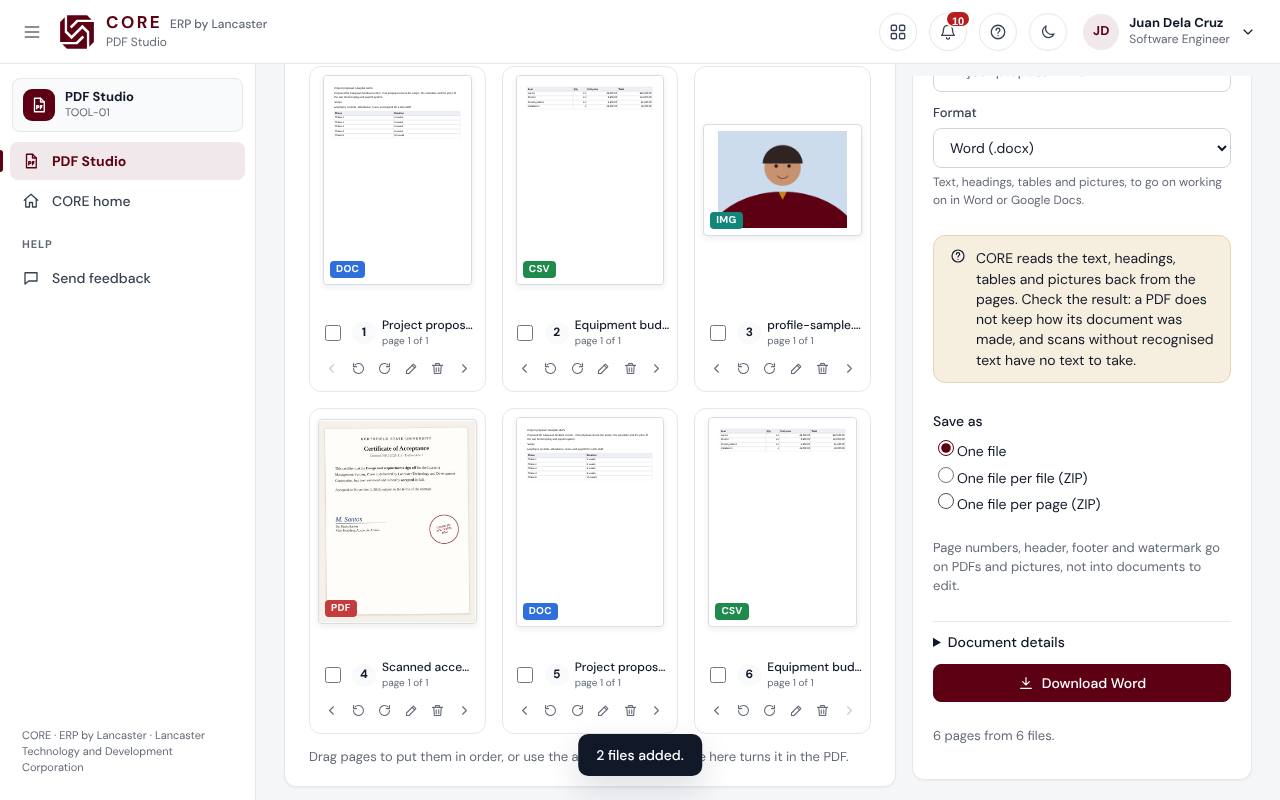 CORE ERP by Lancaster
PDF Studio
10
JD
Juan Dela Cruz
Software Engineer
PDF Studio
TOOL-01
PDF Studio
CORE home
HELP
Send feedback
CORE · ERP by Lancaster · Lancaster
Technology and Development
Corporation
DOC
CSV
IMG
1 Project propos...
page 1 of 1
2 Equipment bud...
page 1 of 1
3 profile-sample....
page 1 of 1
Certificate of Acceptance
M. Santos
PDF
DOC
CSV
4 Scanned acce...
page 1 of 1
5 Project propos...
page 1 of 1
6 Equipment bud...
page 1 of 1
Drag pages to put them in order, or use the a
e here turns it in the PDF.
2 files added.
Format
Word (.docx)
Text, headings, tables and pictures, to go on working
on in Word or Google Docs.
CORE reads the text, headings,
tables and pictures back from the
pages. Check the result: a PDF does
not keep how its document was
made, and scans without recognised
text have no text to take.
Save as
One file
One file per file (ZIP)
One file per page (ZIP)
Page numbers, header, footer and watermark go
on PDFs and pictures, not into documents to
edit.
Document details
Download Word
6 pages from 6 files.